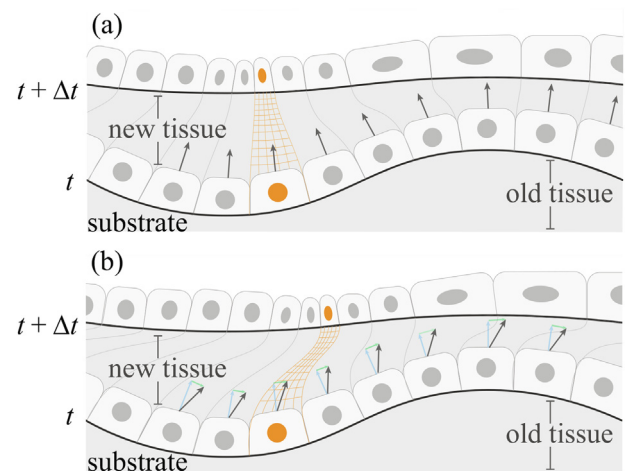 (a)
t + Δt
new tissue
t
old tissue
substrate
(b)
t + Δt
new tissue
t
old tissue
substrate